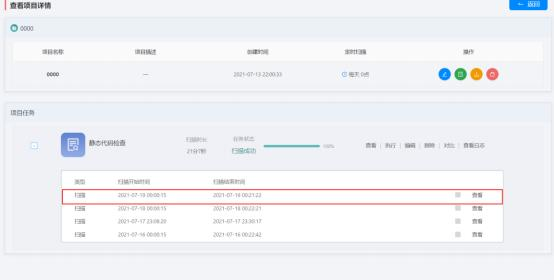 查看项目详情
← 返回
0000
项目名称 项目描述 创建时间 定时扫描 操作
0000 — 2021-07-13 22:00:33 每天 0点
项目任务
静态代码检查 扫描时长 任务状态
21分7秒 扫描成功 100% 查看 | 执行 | 编辑 | 删除 | 对比 | 查看日志
类型 扫描开始时间 扫描结束时间
扫描 2021-07-19 00:00:15 2021-07-19 00:21:22 查看
扫描 2021-07-18 00:00:15 2021-07-18 00:22:21 查看
扫描 2021-07-17 23:08:20 2021-07-17 23:30:17 查看
扫描 2021-07-16 00:00:15 2021-07-16 00:22:42 查看